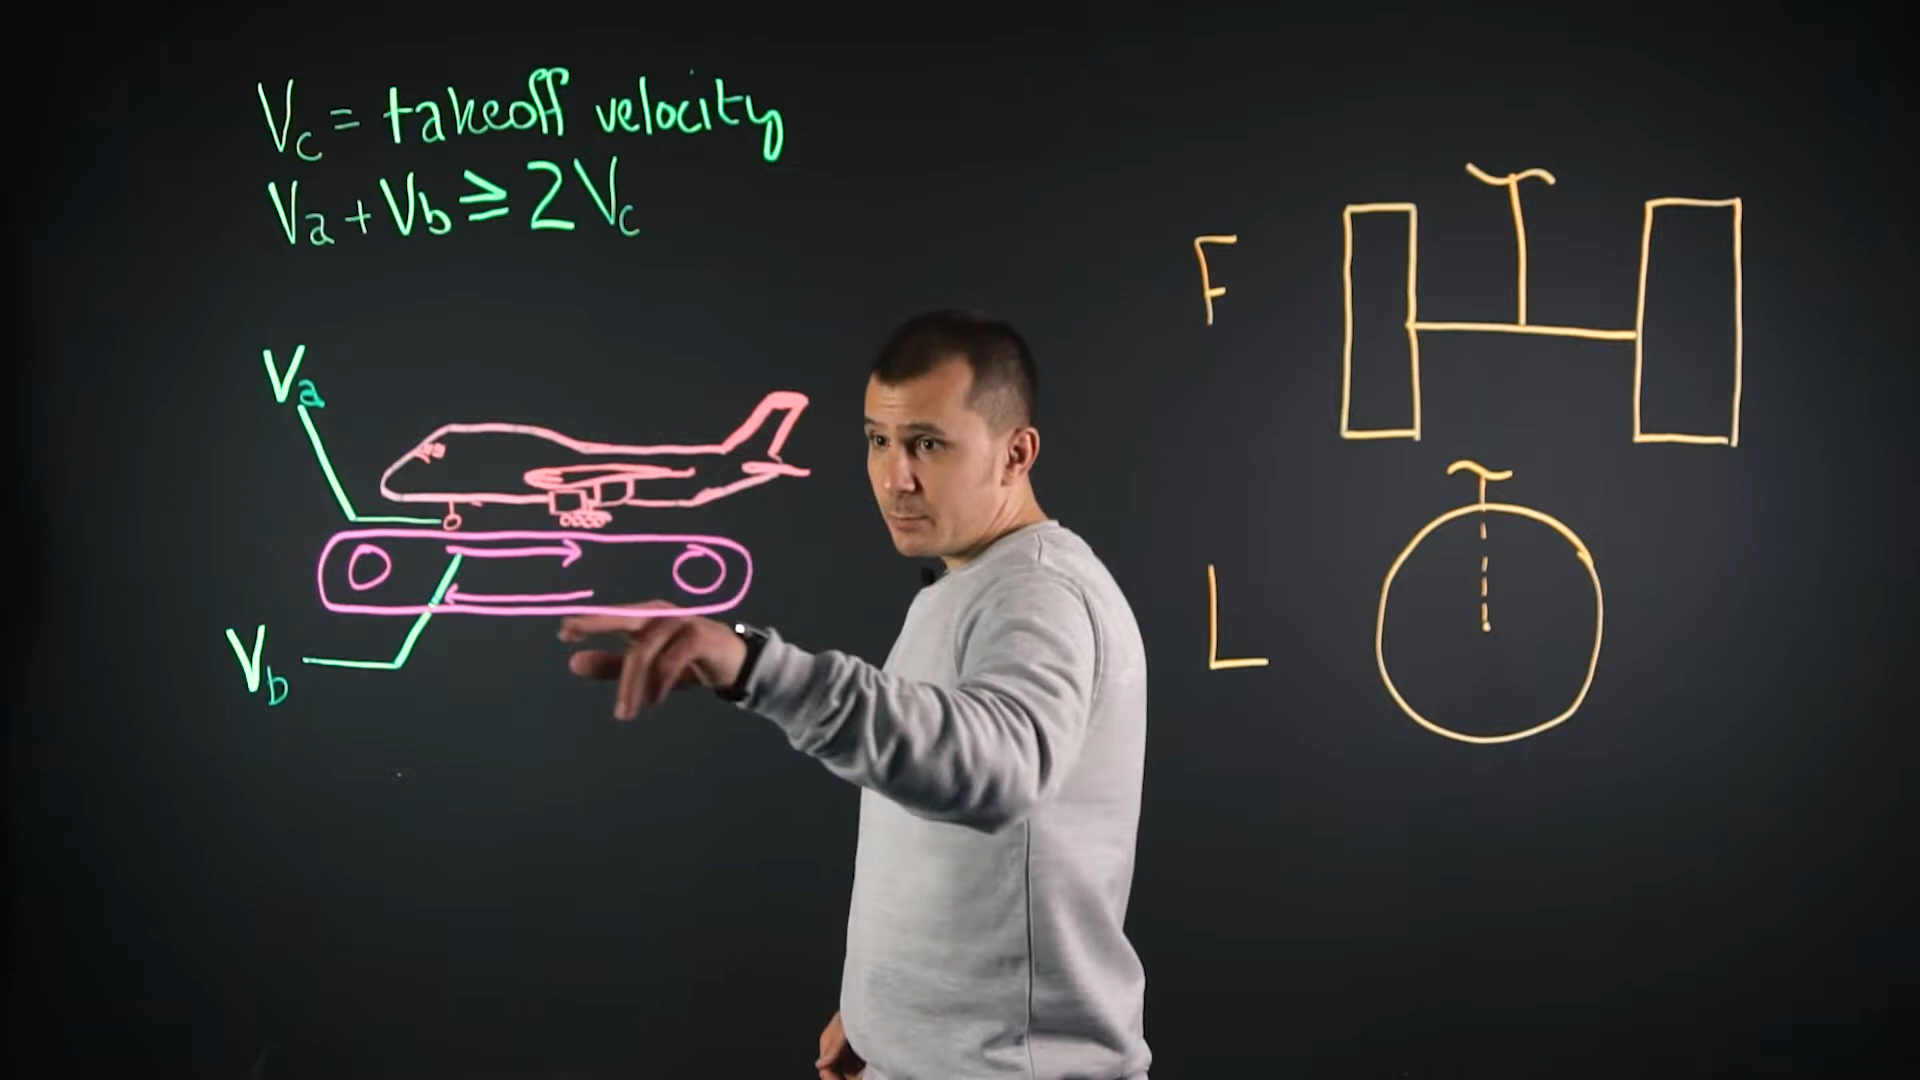 Vc = takeoff velocity
Va + Vb ≥ 2Vc
Va
Vb
F
L